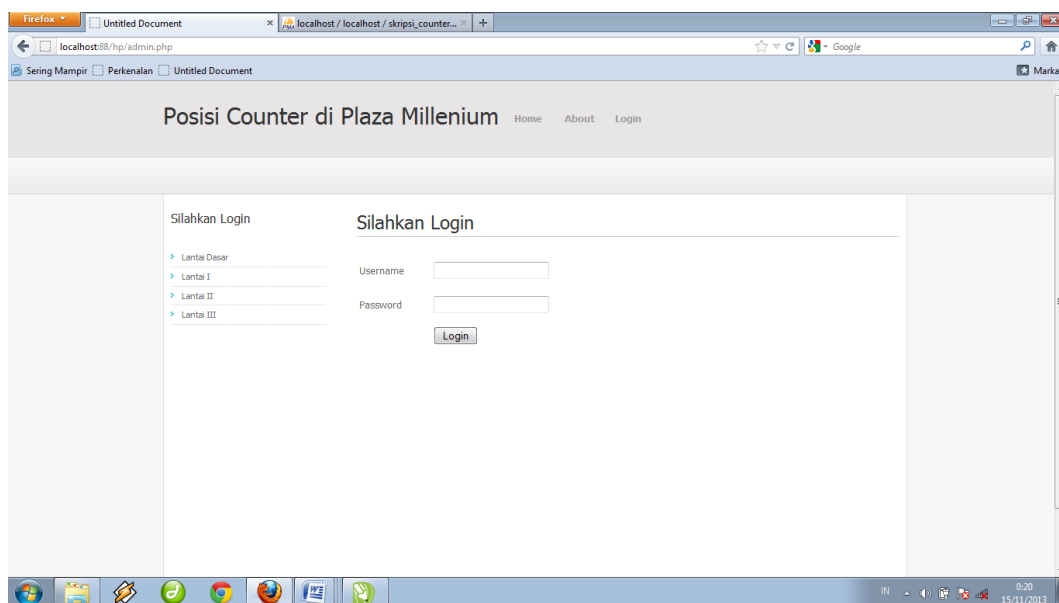 Firefox
Untitled Document
localhost / localhost / skripsi_counter...
localhost:88/hp/admin.php
Google
Sering Mampir
Perkenalan
Untitled Document
Marka
Posisi Counter di Plaza Millenium
Home
About
Login
Silahkan Login
Lantai Dasar
Lantai I
Lantai II
Lantai III
Silahkan Login
Username
Password
Login
IN
0:20
15/11/2013